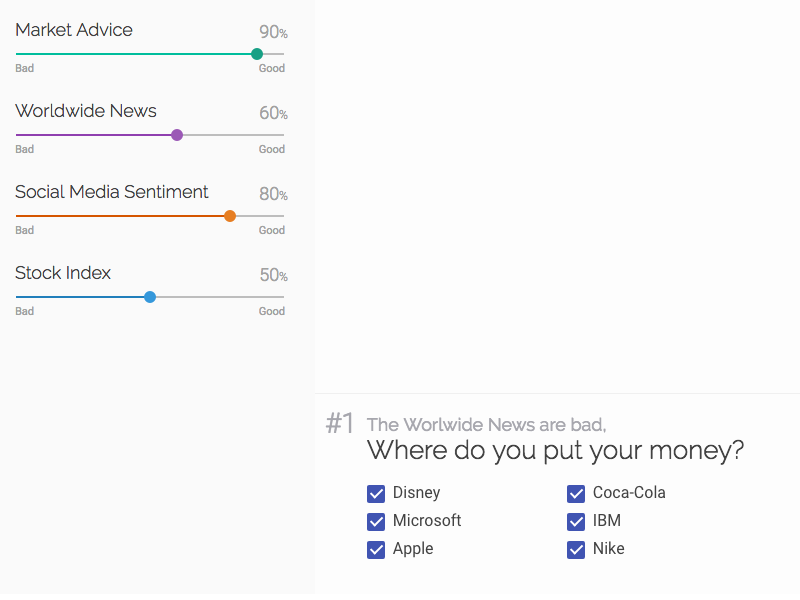 Market Advice 90%
Bad Good
Worldwide News 60%
Bad Good
Social Media Sentiment 80%
Bad Good
Stock Index 50%
Bad Good
#1 The Worlwide News are bad,
Where do you put your money?
Disney Coca-Cola
Microsoft IBM
Apple Nike